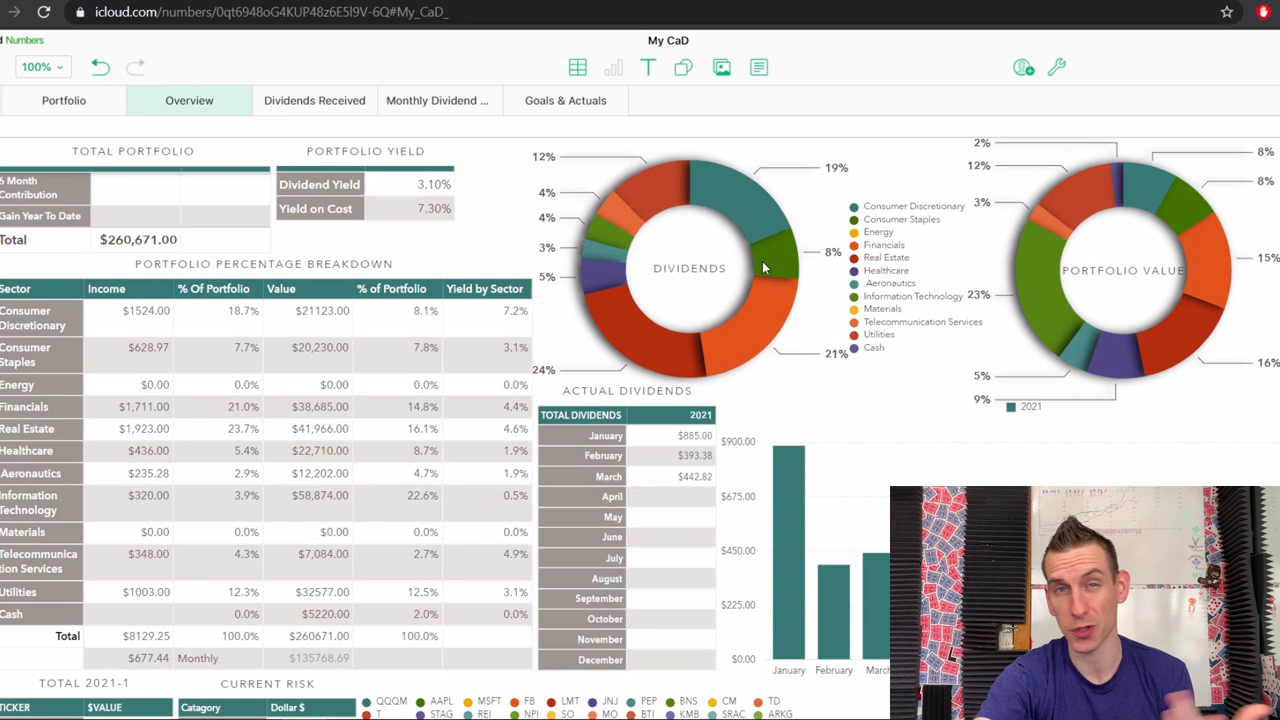 icloud.com/numbers/0qt6948oG4KUP48z6E5l9V-6Q#My_CaD_
Numbers
My CaD
100%
Portfolio
Overview
Dividends Received
Monthly Dividend ...
Goals & Actuals
TOTAL PORTFOLIO
6 Month
Contribution
Gain Year To Date
Total $260,671.00
PORTFOLIO YIELD
Dividend Yield 3.10%
Yield on Cost 7.30%
PORTFOLIO PERCENTAGE BREAKDOWN
Sector Income % Of Portfolio Value % of Portfolio Yield by Sector
Consumer Discretionary $1524.00 18.7% $21123.00 8.1% 7.2%
Consumer Staples $628.97 7.7% $20,230.00 7.8% 3.1%
Energy $0.00 0.0% $0.00 0.0% 0.0%
Financials $1,711.00 21.0% $38,685.00 14.8% 4.4%
Real Estate $1,923.00 23.7% $41,966.00 16.1% 4.6%
Healthcare $436.00 5.4% $22,710.00 8.7% 1.9%
Aeronautics $235.28 2.9% $12,202.00 4.7% 1.9%
Information Technology $320.00 3.9% $58,874.00 22.6% 0.5%
Materials $0.00 0.0% $0.00 0.0% 0.0%
Telecommunica tion Services $348.00 4.3% $7,084.00 2.7% 4.9%
Utilities $1003.00 12.3% $32577.00 12.5% 3.1%
Cash 0.0% $5220.00 2.0% 0.0%
Total $8129.25 100.0% $260671.00 100.0%
$677.44 Monthly $135768.69
TOTAL 2021-1
CURRENT RISK
TICKER $VALUE
Category Dollar $
12%
19%
4%
4%
3%
5%
8%
24%
21%
DIVIDENDS
Consumer Discretionary
Consumer Staples
Energy
Financials
Real Estate
Healthcare
Aeronautics
Information Technology
Materials
Telecommunication Services
Utilities
Cash
2%
8%
12%
8%
3%
15%
23%
PORTFOLIO VALUE
16%
5%
9%
2021
ACTUAL DIVIDENDS
TOTAL DIVIDENDS 2021
January $885.00
February $393.38
March $442.82
April
May
June
July
August
September
October
November
December
$900.00
$675.00
$450.00
$225.00
$0.00
January February March
QQQM AAPL MSFT FB LMT JNJ PEP BNS CM TD
T STAG REI NPI SO MO BTI KMB SRAC ARKG